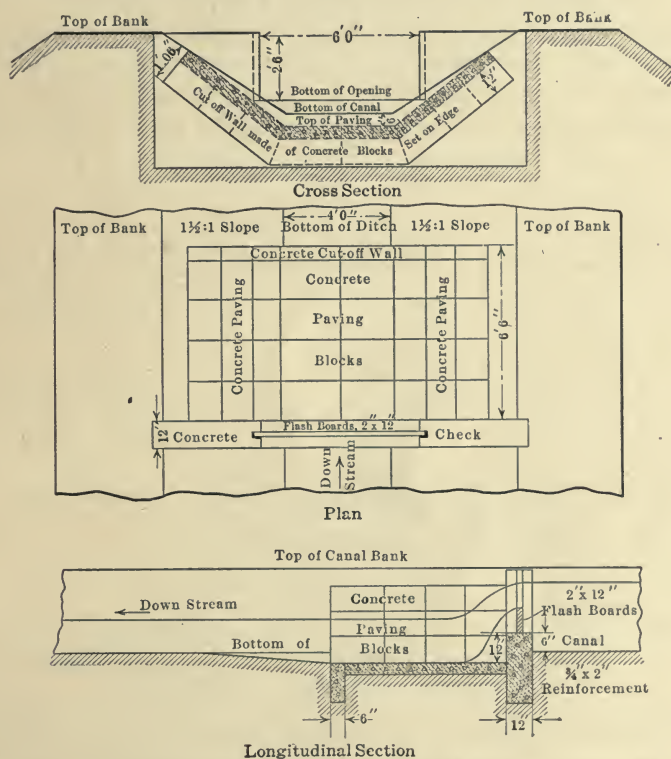 Top of Bank
Top of Bank
6'0"
2'6"
1'.06"
12"
Bottom of Opening
Bottom of Canal
Top of Paving
6"
Cut off Wall made
of Concrete Blocks
Set on Edge
Cross Section
4'0"
Top of Bank
1½:1 Slope
Bottom of Ditch
1½:1 Slope
Top of Bank
Concrete Cut-off Wall
Concrete
Paving
Blocks
Concrete Paving
Concrete Paving
6'6"
Flash Boards, 2"x 12"
12"
Concrete
Check
Down
Stream
Plan
Top of Canal Bank
Down Stream
Concrete
Paving
Blocks
2"x 12"
Flash Boards
6" Canal
Bottom of
12"
¾"x 2"
Reinforcement
6"
12"
Longitudinal Section